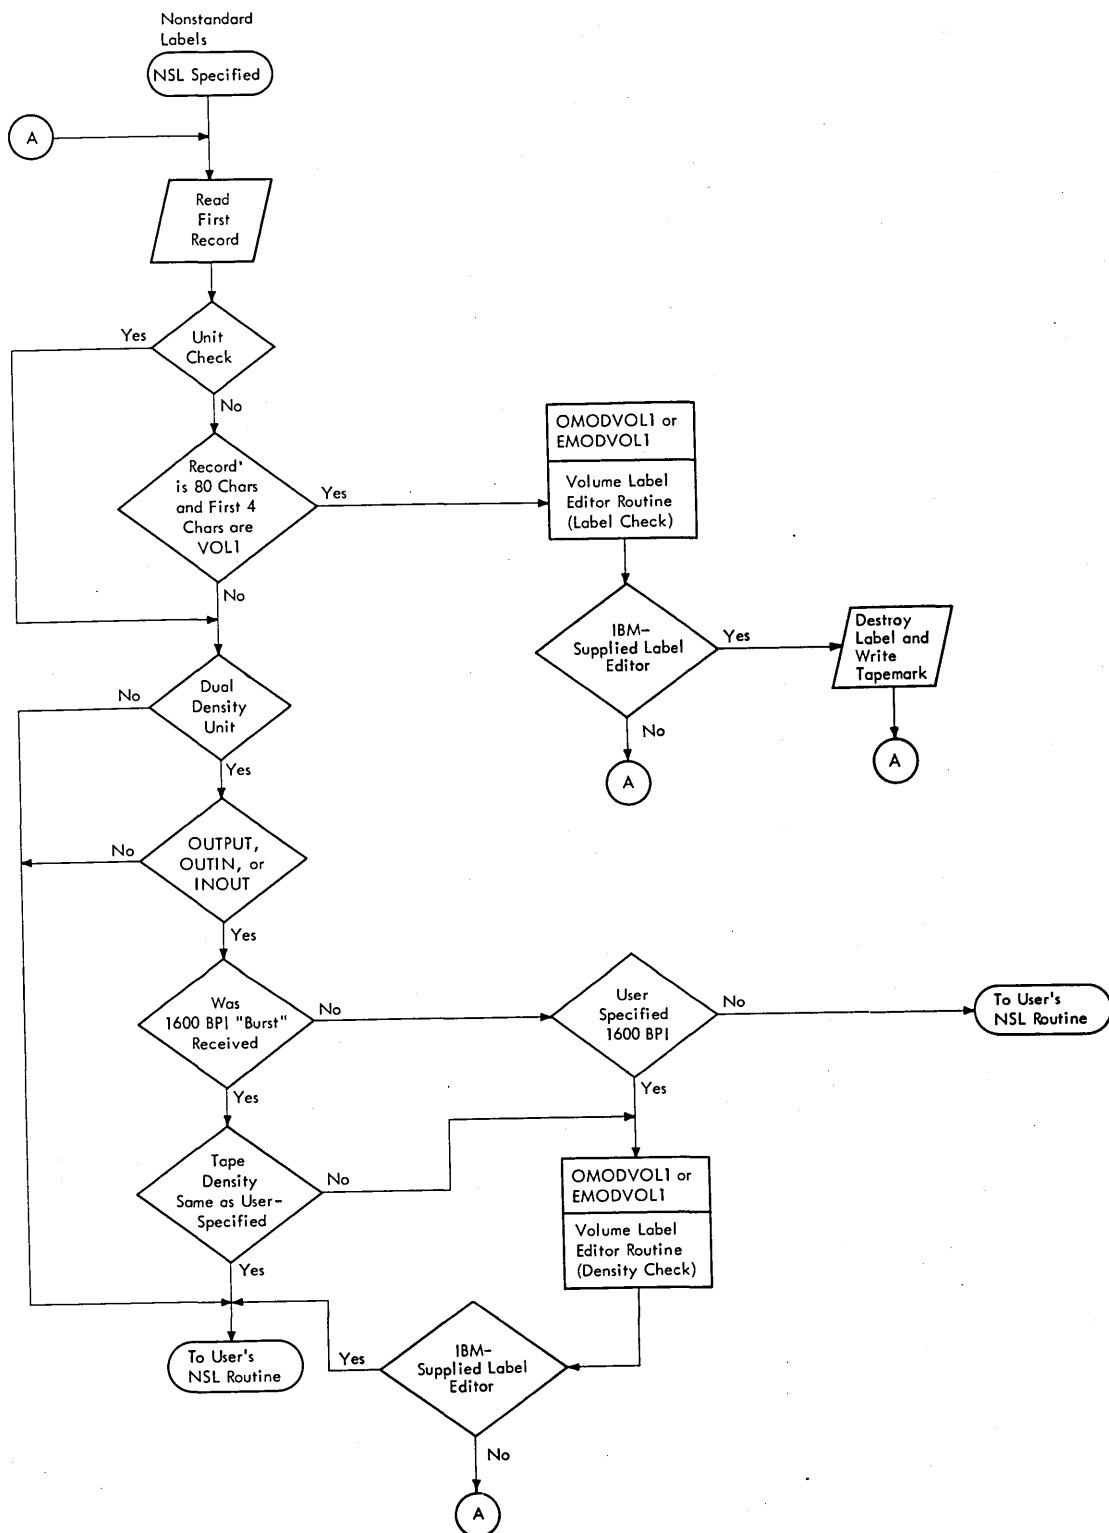 Nonstandard
Labels
NSL Specified
A
Read
First
Record
Yes
Unit
Check
No
Record'
is 80 Chars
and First 4
Chars are
VOL1
Yes
No
OMODVOL1 or
EMODVOL1
Volume Label
Editor Routine
(Label Check)
IBM-
Supplied Label
Editor
Yes
No
Destroy
Label and
Write
Tapemark
A
A
No
Dual
Density
Unit
Yes
No
OUTPUT,
OUTIN, or
INOUT
Yes
Was
1600 BPI "Burst"
Received
No
Yes
User
Specified
1600 BPI
No
Yes
To User's
NSL Routine
Tape
Density
Same as User-
Specified
No
Yes
OMODVOL1 or
EMODVOL1
Volume Label
Editor Routine
(Density Check)
To User's
NSL Routine
Yes
IBM-
Supplied Label
Editor
No
A